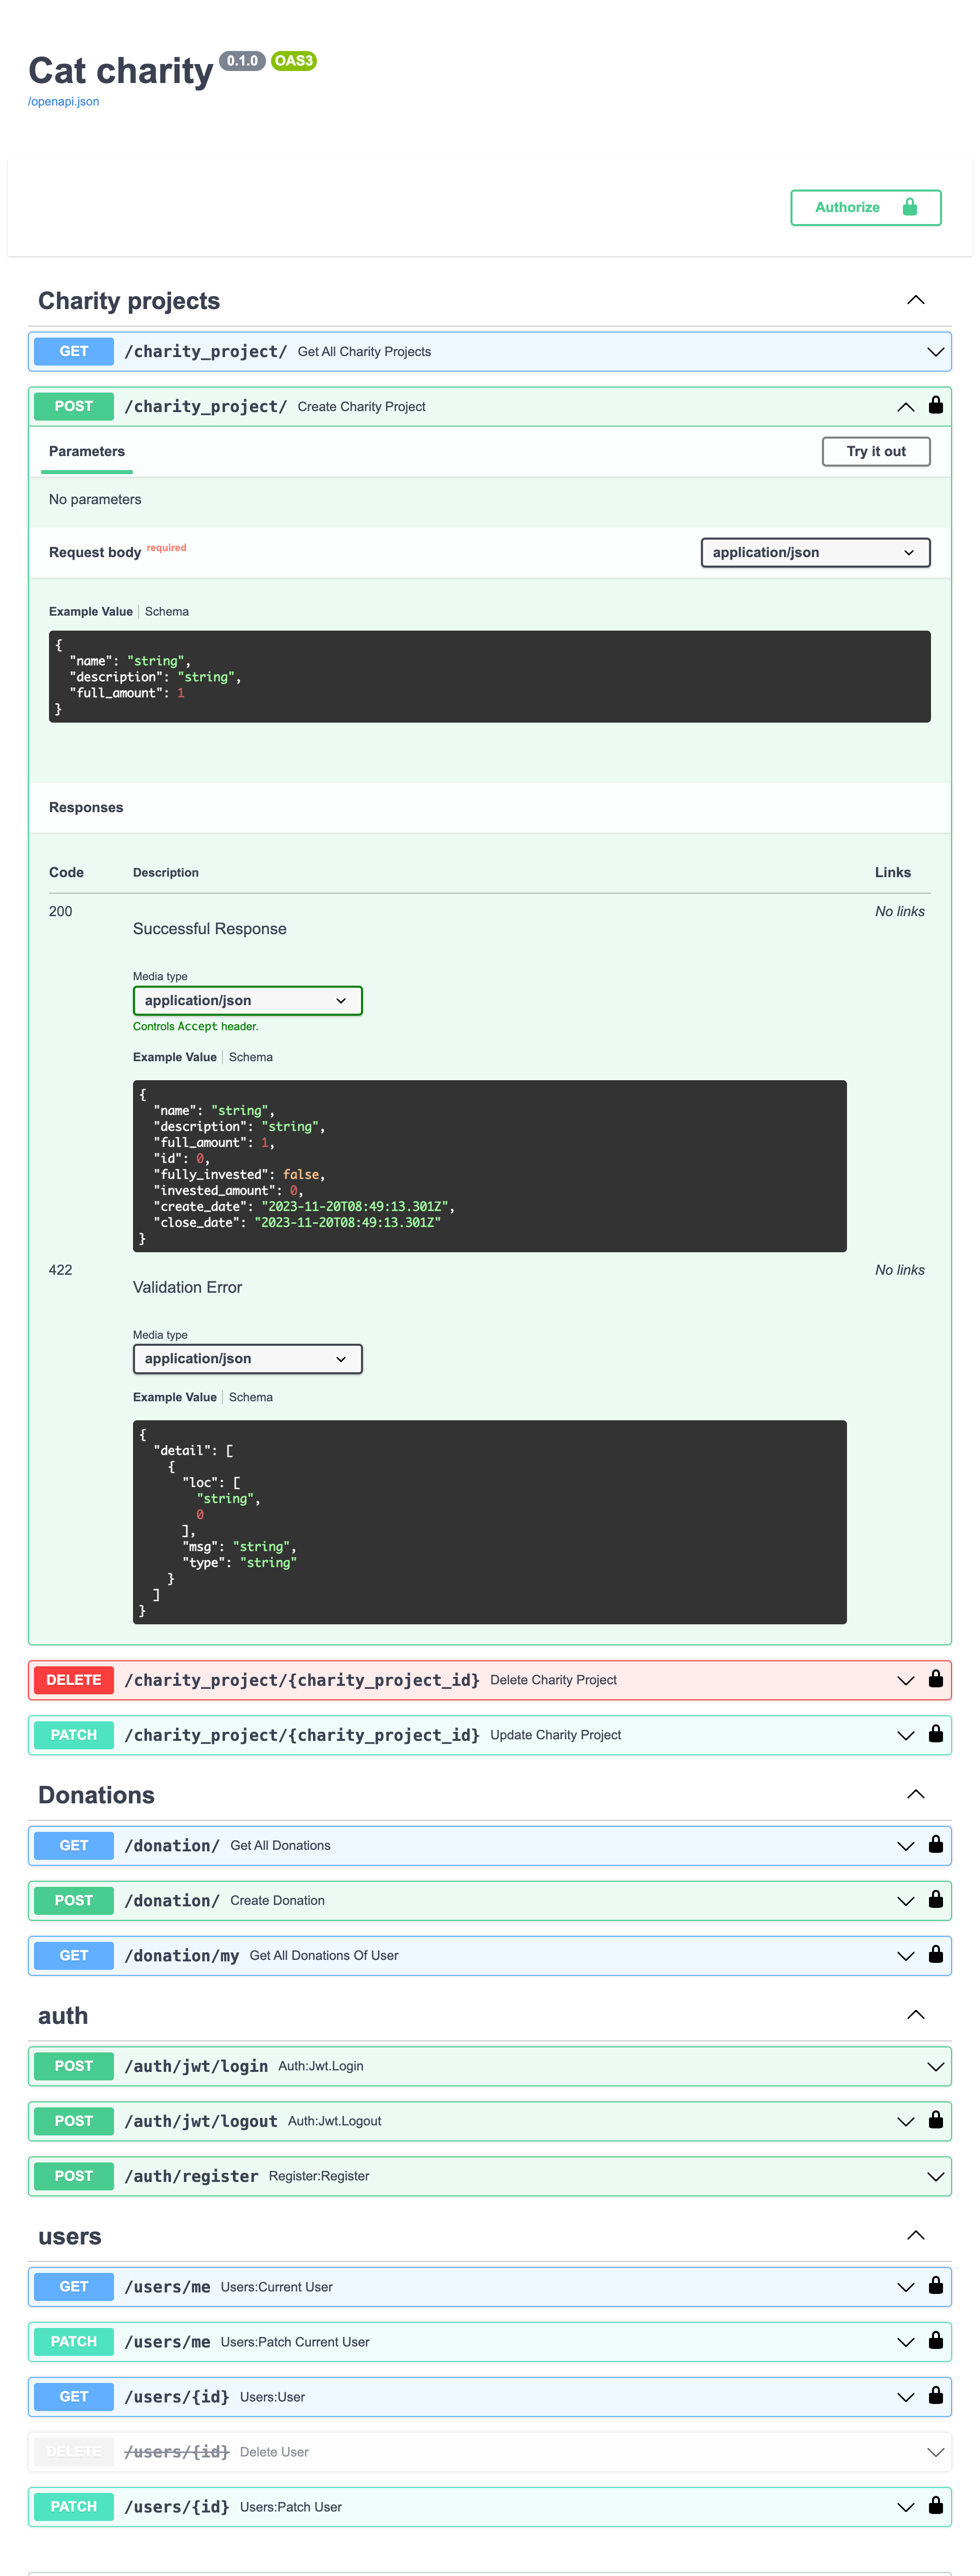 Cat charity 0.1.0 OAS3
/openapi.json
Authorize
Charity projects
GET /charity_project/ Get All Charity Projects
POST /charity_project/ Create Charity Project
Parameters Try it out
No parameters
Request body required application/json
Example Value Schema
{
  "name": "string",
  "description": "string",
  "full_amount": 1
}
Responses
Code Description Links
200 No links
Successful Response
Media type
application/json
Controls Accept header.
Example Value Schema
{
  "name": "string",
  "description": "string",
  "full_amount": 1,
  "id": 0,
  "fully_invested": false,
  "invested_amount": 0,
  "create_date": "2023-11-20T08:49:13.301Z",
  "close_date": "2023-11-20T08:49:13.301Z"
}
422 No links
Validation Error
Media type
application/json
Example Value Schema
{
  "detail": [
    {
      "loc": [
        "string",
        0
      ],
      "msg": "string",
      "type": "string"
    }
  ]
}
DELETE /charity_project/{charity_project_id} Delete Charity Project
PATCH /charity_project/{charity_project_id} Update Charity Project
Donations
GET /donation/ Get All Donations
POST /donation/ Create Donation
GET /donation/my Get All Donations Of User
auth
POST /auth/jwt/login Auth:Jwt.Login
POST /auth/jwt/logout Auth:Jwt.Logout
POST /auth/register Register:Register
users
GET /users/me Users:Current User
PATCH /users/me Users:Patch Current User
GET /users/{id} Users:User
DELETE /users/{id} Delete User
PATCH /users/{id} Users:Patch User